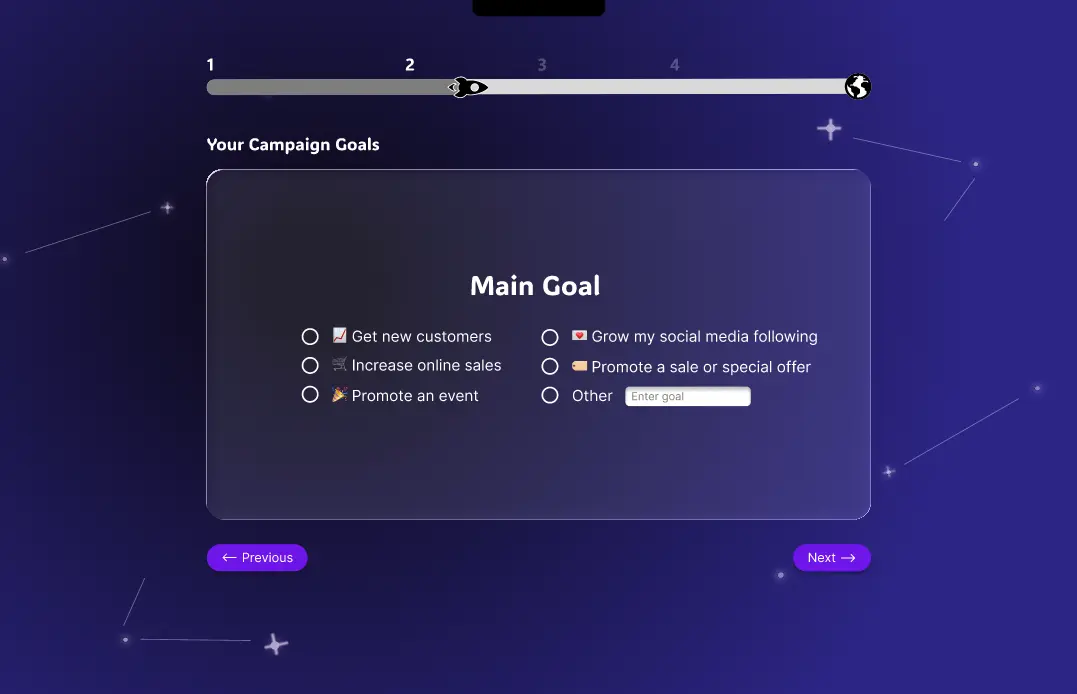 1 2 3 4
Your Campaign Goals
Main Goal
📈 Get new customers
🛒 Increase online sales
🎉 Promote an event
💌 Grow my social media following
🏷️ Promote a sale or special offer
Other Enter goal
← Previous
Next →